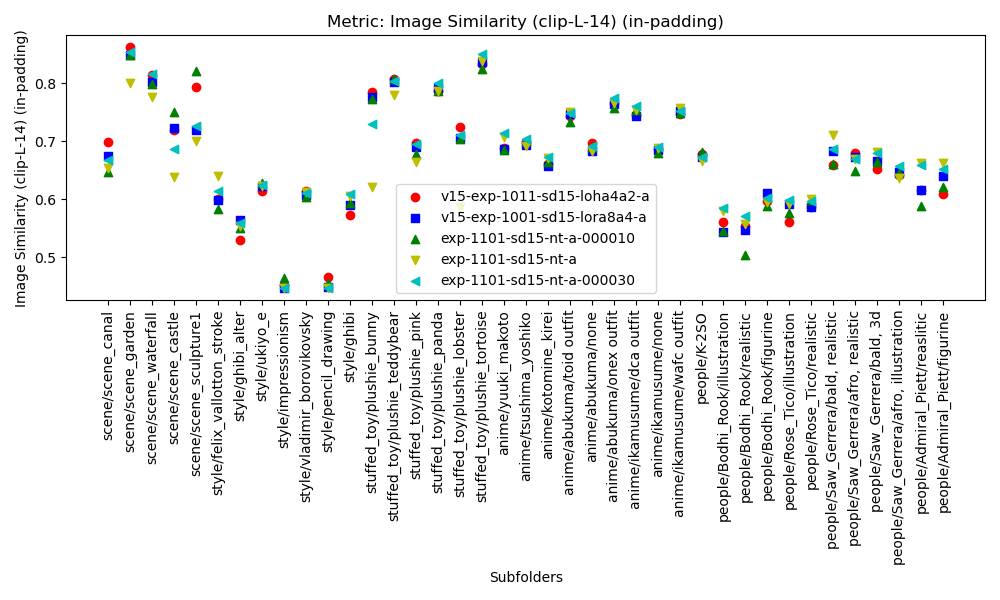 Metric: Image Similarity (clip-L-14) (in-padding)
Image Similarity (clip-L-14) (in-padding)
0.8
0.7
0.6
0.5
v15-exp-1011-sd15-loha4a2-a
v15-exp-1001-sd15-lora8a4-a
exp-1101-sd15-nt-a-000010
exp-1101-sd15-nt-a
exp-1101-sd15-nt-a-000030
scene/scene_canal
scene/scene_garden
scene/scene_waterfall
scene/scene_castle
scene/scene_sculpture1
style/felix_vallotton_stroke
style/ghibi_alter
style/ukiyo_e
style/impressionism
style/vladimir_borovikovsky
style/pencil_drawing
style/ghibi
stuffed_toy/plushie_bunny
stuffed_toy/plushie_teddybear
stuffed_toy/plushie_pink
stuffed_toy/plushie_panda
stuffed_toy/plushie_lobster
stuffed_toy/plushie_tortoise
anime/yuuki_makoto
anime/tsushima_yoshiko
anime/kotomine_kirei
anime/abukuma/toid outfit
anime/abukuma/none
anime/abukuma/onex outfit
anime/ikamusume/dca outfit
anime/ikamusume/none
anime/ikamusume/wafc outfit
people/K-2SO
people/Bodhi_Rook/illustration
people/Bodhi_Rook/realistic
people/Bodhi_Rook/figurine
people/Rose_Tico/illustration
people/Rose_Tico/realistic
people/Saw_Gerrera/bald, realistic
people/Saw_Gerrera/afro, realistic
people/Saw_Gerrera/bald, 3d
people/Saw_Gerrera/afro, illustration
people/Admiral_Piett/reaslitic
people/Admiral_Piett/figurine
Subfolders